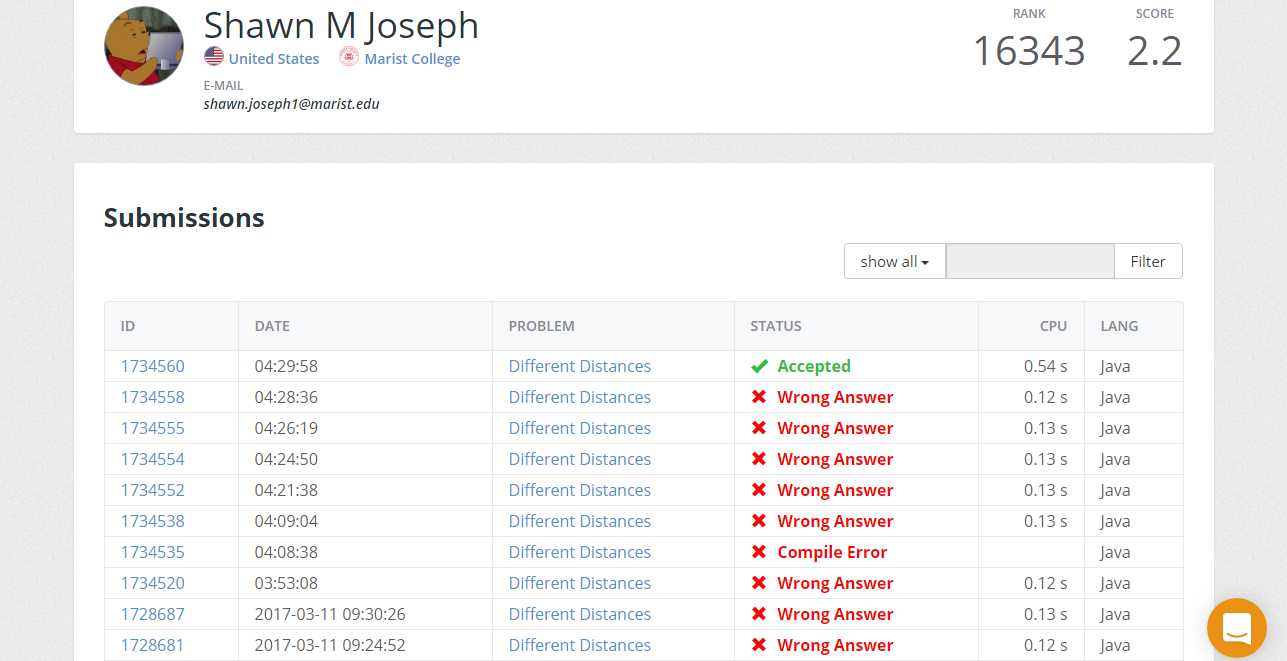 Shawn M Joseph
RANK SCORE
United States Marist College
16343 2.2
E-MAIL
shawn.joseph1@marist.edu
Submissions
show all Filter
ID DATE PROBLEM STATUS CPU LANG
1734560 04:29:58 Different Distances Accepted 0.54 s Java
1734558 04:28:36 Different Distances Wrong Answer 0.12 s Java
1734555 04:26:19 Different Distances Wrong Answer 0.13 s Java
1734554 04:24:50 Different Distances Wrong Answer 0.13 s Java
1734552 04:21:38 Different Distances Wrong Answer 0.13 s Java
1734538 04:09:04 Different Distances Wrong Answer 0.13 s Java
1734535 04:08:38 Different Distances Compile Error Java
1734520 03:53:08 Different Distances Wrong Answer 0.12 s Java
1728687 2017-03-11 09:30:26 Different Distances Wrong Answer 0.13 s Java
1728681 2017-03-11 09:24:52 Different Distances Wrong Answer 0.12 s Java